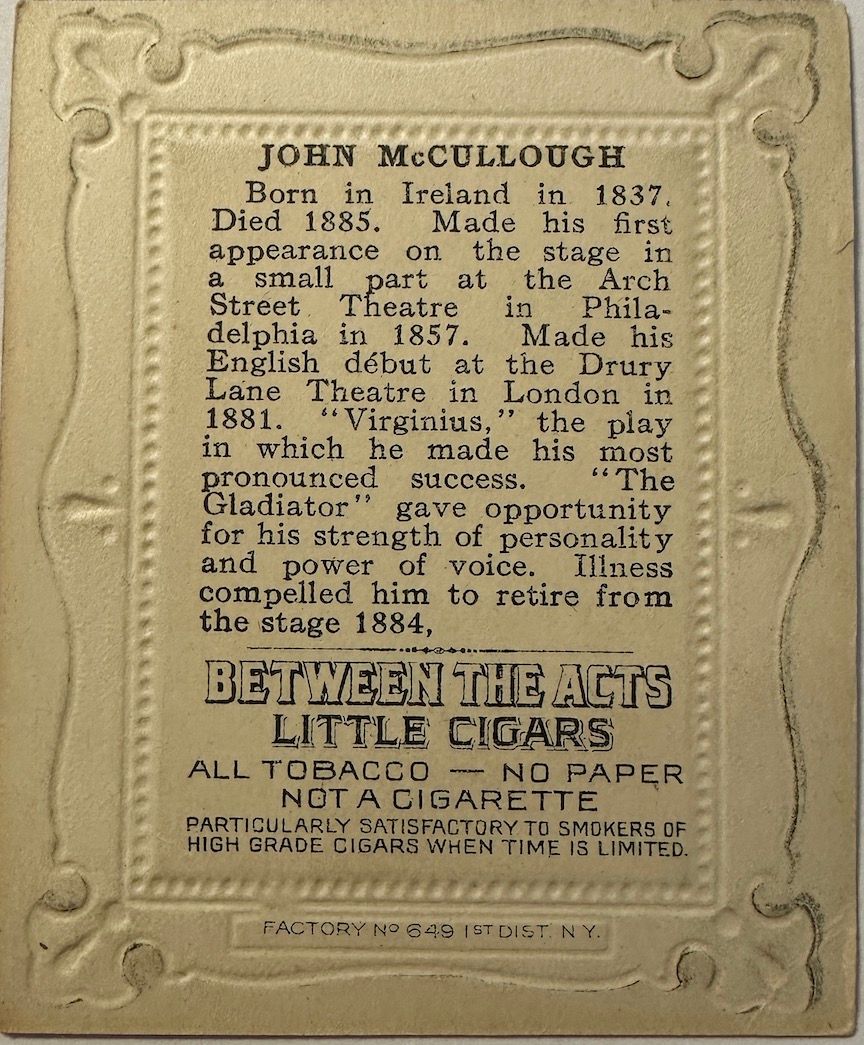 JOHN McCULLOUGH
Born in Ireland in 1837.
Died 1885. Made his first
appearance on the stage in
a small part at the Arch
Street Theatre in Phila-
delphia in 1857. Made his
English début at the Drury
Lane Theatre in London in
1881. “Virginius,” the play
in which he made his most
pronounced success. “The
Gladiator” gave opportunity
for his strength of personality
and power of voice. Illness
compelled him to retire from
the stage 1884,
BETWEEN THE ACTS
LITTLE CIGARS
ALL TOBACCO — NO PAPER
NOT A CIGARETTE
PARTICULARLY SATISFACTORY TO SMOKERS OF
HIGH GRADE CIGARS WHEN TIME IS LIMITED.
FACTORY No 649 1ST DIST. N.Y.